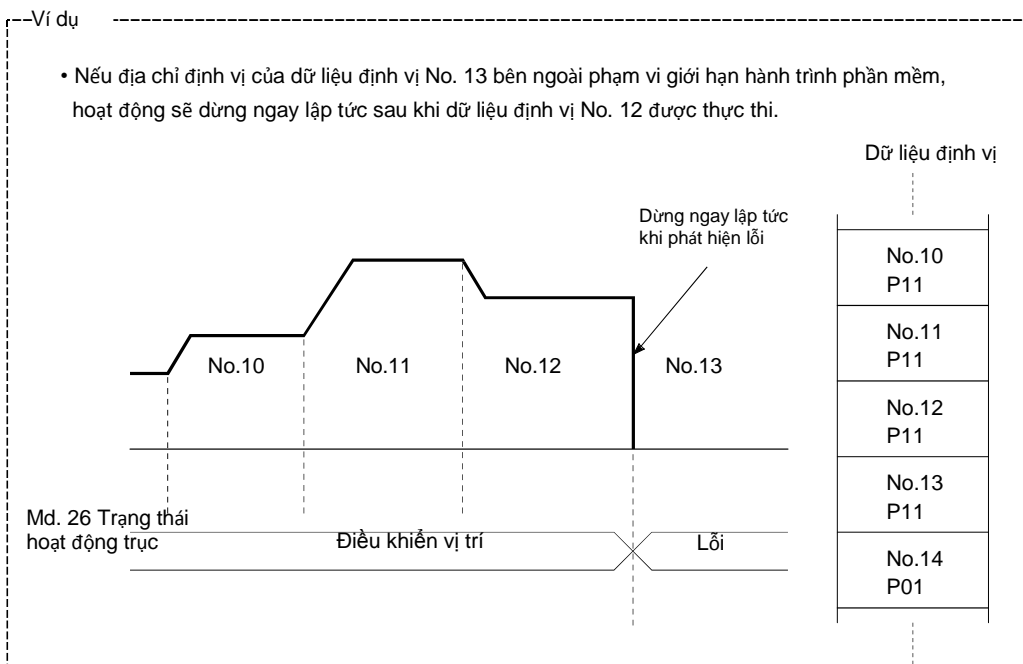 Ví dụ
• Nếu địa chỉ định vị của dữ liệu định vị No. 13 bên ngoài phạm vi giới hạn hành trình phần mềm,
hoạt động sẽ dừng ngay lập tức sau khi dữ liệu định vị No. 12 được thực thi.
Dữ liệu định vị
Dừng ngay lập tức
khi phát hiện lỗi
No.10
P11
No.11
P11
No.12
P11
No.13
P11
No.14
P01
No.10
No.11
No.12
No.13
Md. 26 Trạng thái
hoạt động trục
Điều khiển vị trí
Lỗi